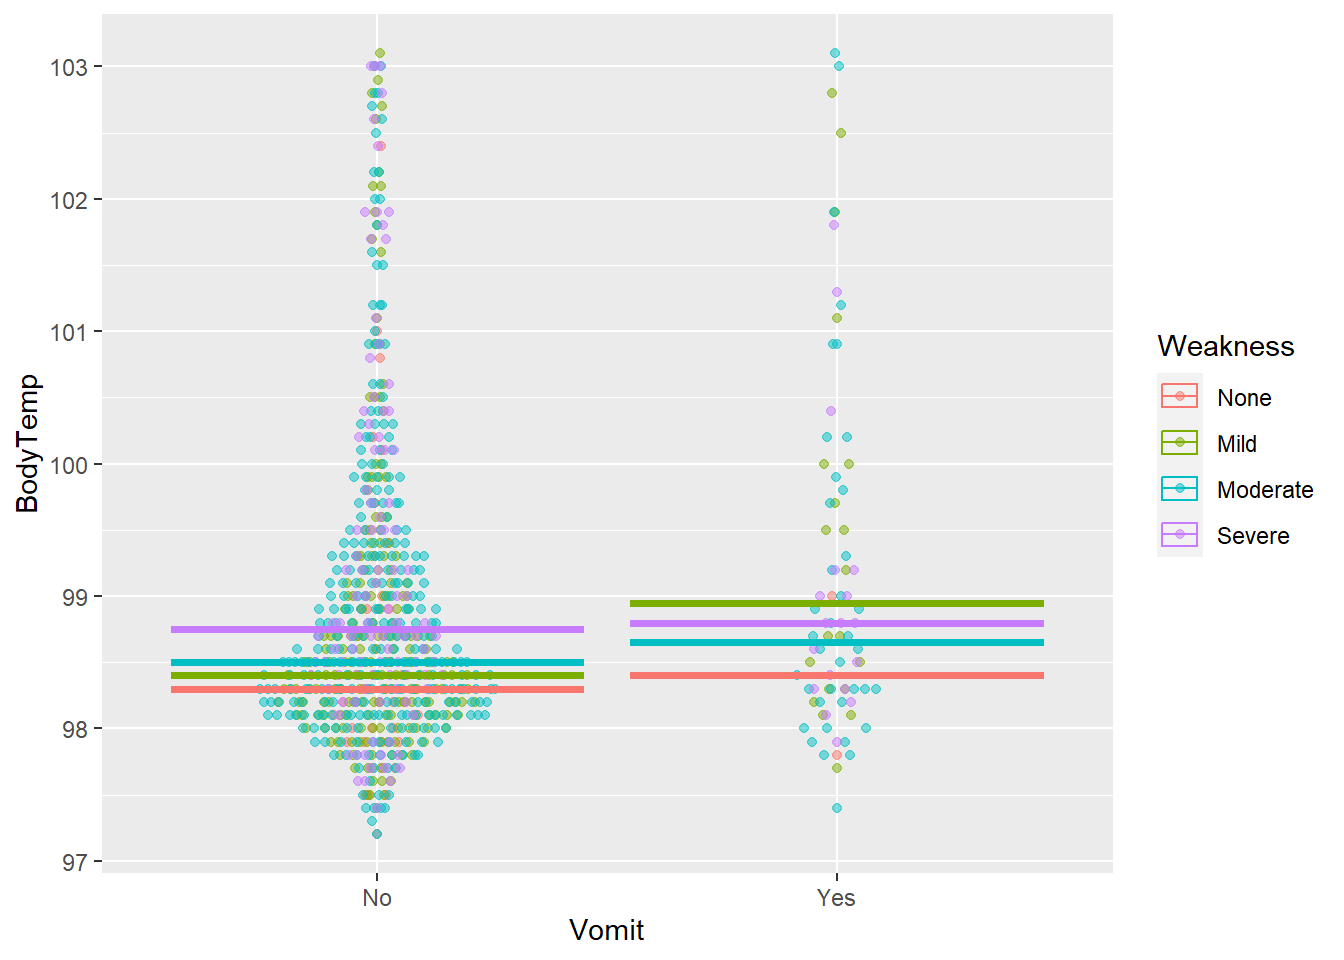 103
102
101
100
99
98
97
BodyTemp
No
Yes
Vomit
Weakness
None
Mild
Moderate
Severe